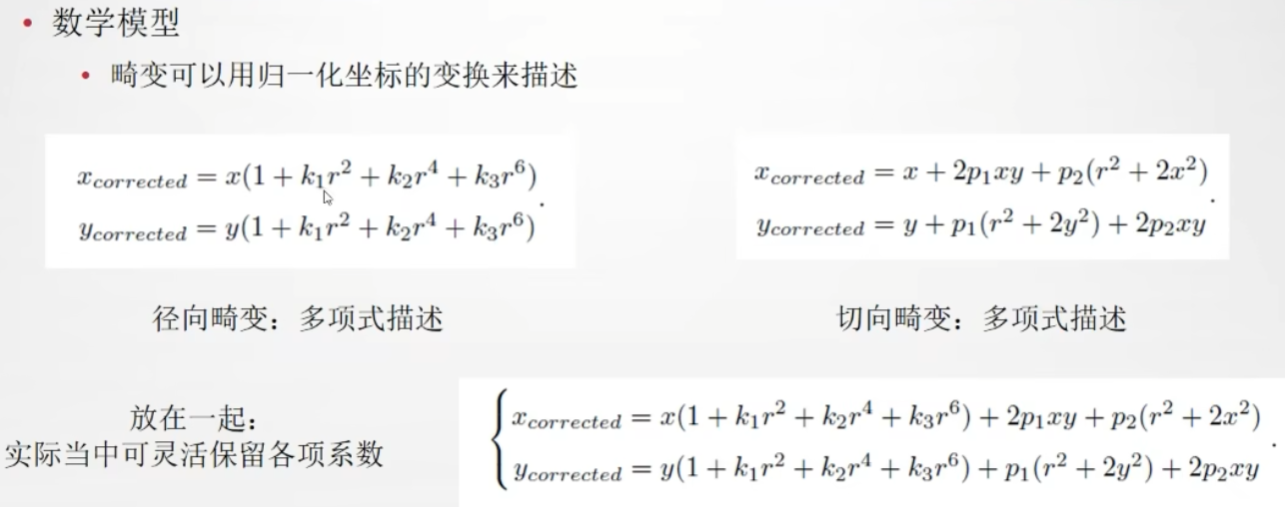 • 数学模型
• 畸变可以用归一化坐标的变换来描述
x_{corrected} = x(1 + k_1r^2 + k_2r^4 + k_3r^6)
y_{corrected} = y(1 + k_1r^2 + k_2r^4 + k_3r^6).
x_{corrected} = x + 2p_1xy + p_2(r^2 + 2x^2)
y_{corrected} = y + p_1(r^2 + 2y^2) + 2p_2xy.
径向畸变：多项式描述
切向畸变：多项式描述
放在一起：
实际当中可灵活保留各项系数
x_{corrected} = x(1 + k_1r^2 + k_2r^4 + k_3r^6) + 2p_1xy + p_2(r^2 + 2x^2)
y_{corrected} = y(1 + k_1r^2 + k_2r^4 + k_3r^6) + p_1(r^2 + 2y^2) + 2p_2xy.